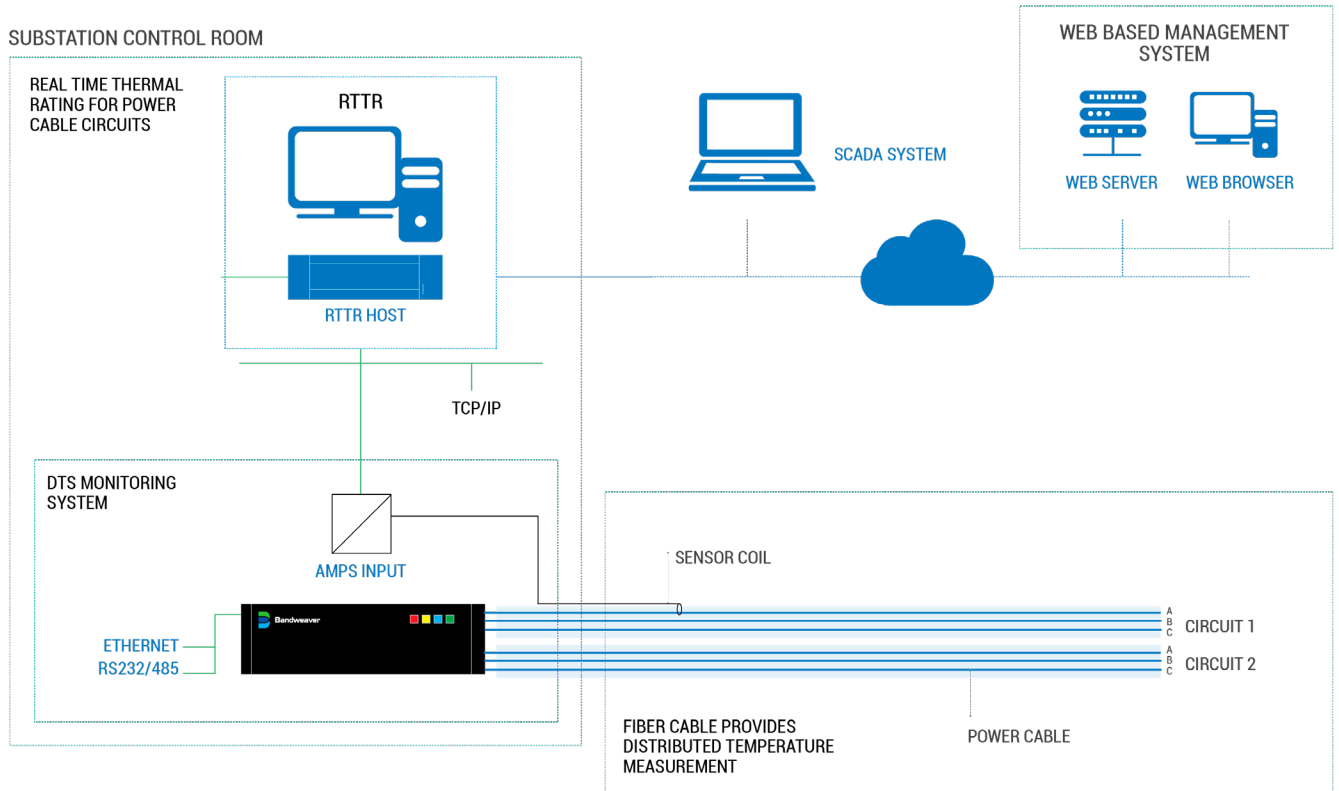 SUBSTATION CONTROL ROOM
REAL TIME THERMAL
RATING FOR POWER
CABLE CIRCUITS
RTTR
RTTR HOST
TCP/IP
SCADA SYSTEM
WEB BASED MANAGEMENT
SYSTEM
WEB SERVER
WEB BROWSER
DTS MONITORING
SYSTEM
AMPS INPUT
Bandweaver
ETHERNET
RS232/485
SENSOR COIL
A
B
C
CIRCUIT 1
A
B
C
CIRCUIT 2
POWER CABLE
FIBER CABLE PROVIDES
DISTRIBUTED TEMPERATURE
MEASUREMENT